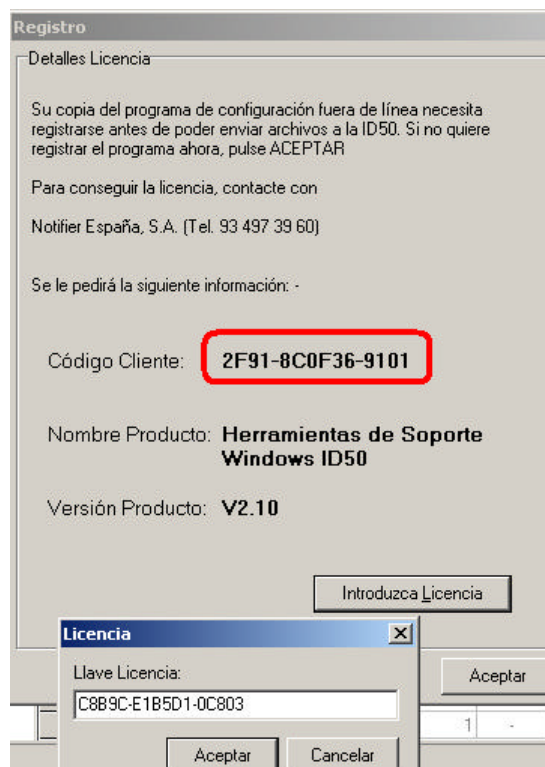 Registro
Detalles Licencia
Su copia del programa de configuración fuera de línea necesita
registrarse antes de poder enviar archivos a la ID50. Si no quiere
registrar el programa ahora, pulse ACEPTAR
Para conseguir la licencia, contacte con
Notifier España, S.A. (Tel. 93 497 39 60)
Se le pedirá la siguiente información: -
Código Cliente: 2F91-8C0F36-9101
Nombre Producto: Herramientas de Soporte
Windows ID50
Versión Producto: V2.10
Introduzca Licencia
Licencia
Llave Licencia:
Aceptar
C8B9C-E1B5D1-0C803
1 -
Aceptar Cancelar